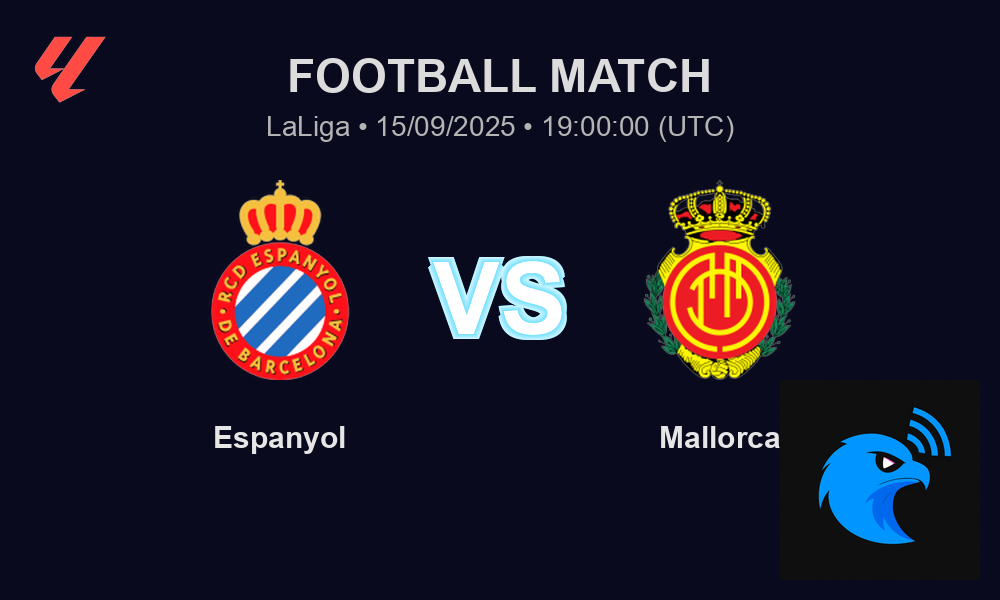 FOOTBALL MATCH
LaLiga • 15/09/2025 • 19:00:00 (UTC)
RCD ESPANYOL
DE BARCELONA
VS
Espanyol
Mallorca